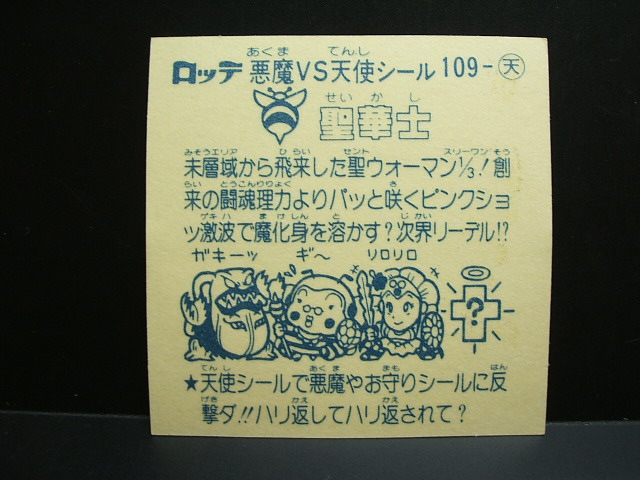 ロッテ 悪魔VS天使シール 109-天
聖華士
未層域から飛来した聖ウォーマン⅓!創
来の闘魂理力よりパッと咲くピンクショ
ッ激波で魔化身を溶かす?次界リーデル!?
ガキーッ ギ〜 リロリロ
?
★天使シールで悪魔やお守りシールに反
撃ダ!!ハリ返してハリ返されて?